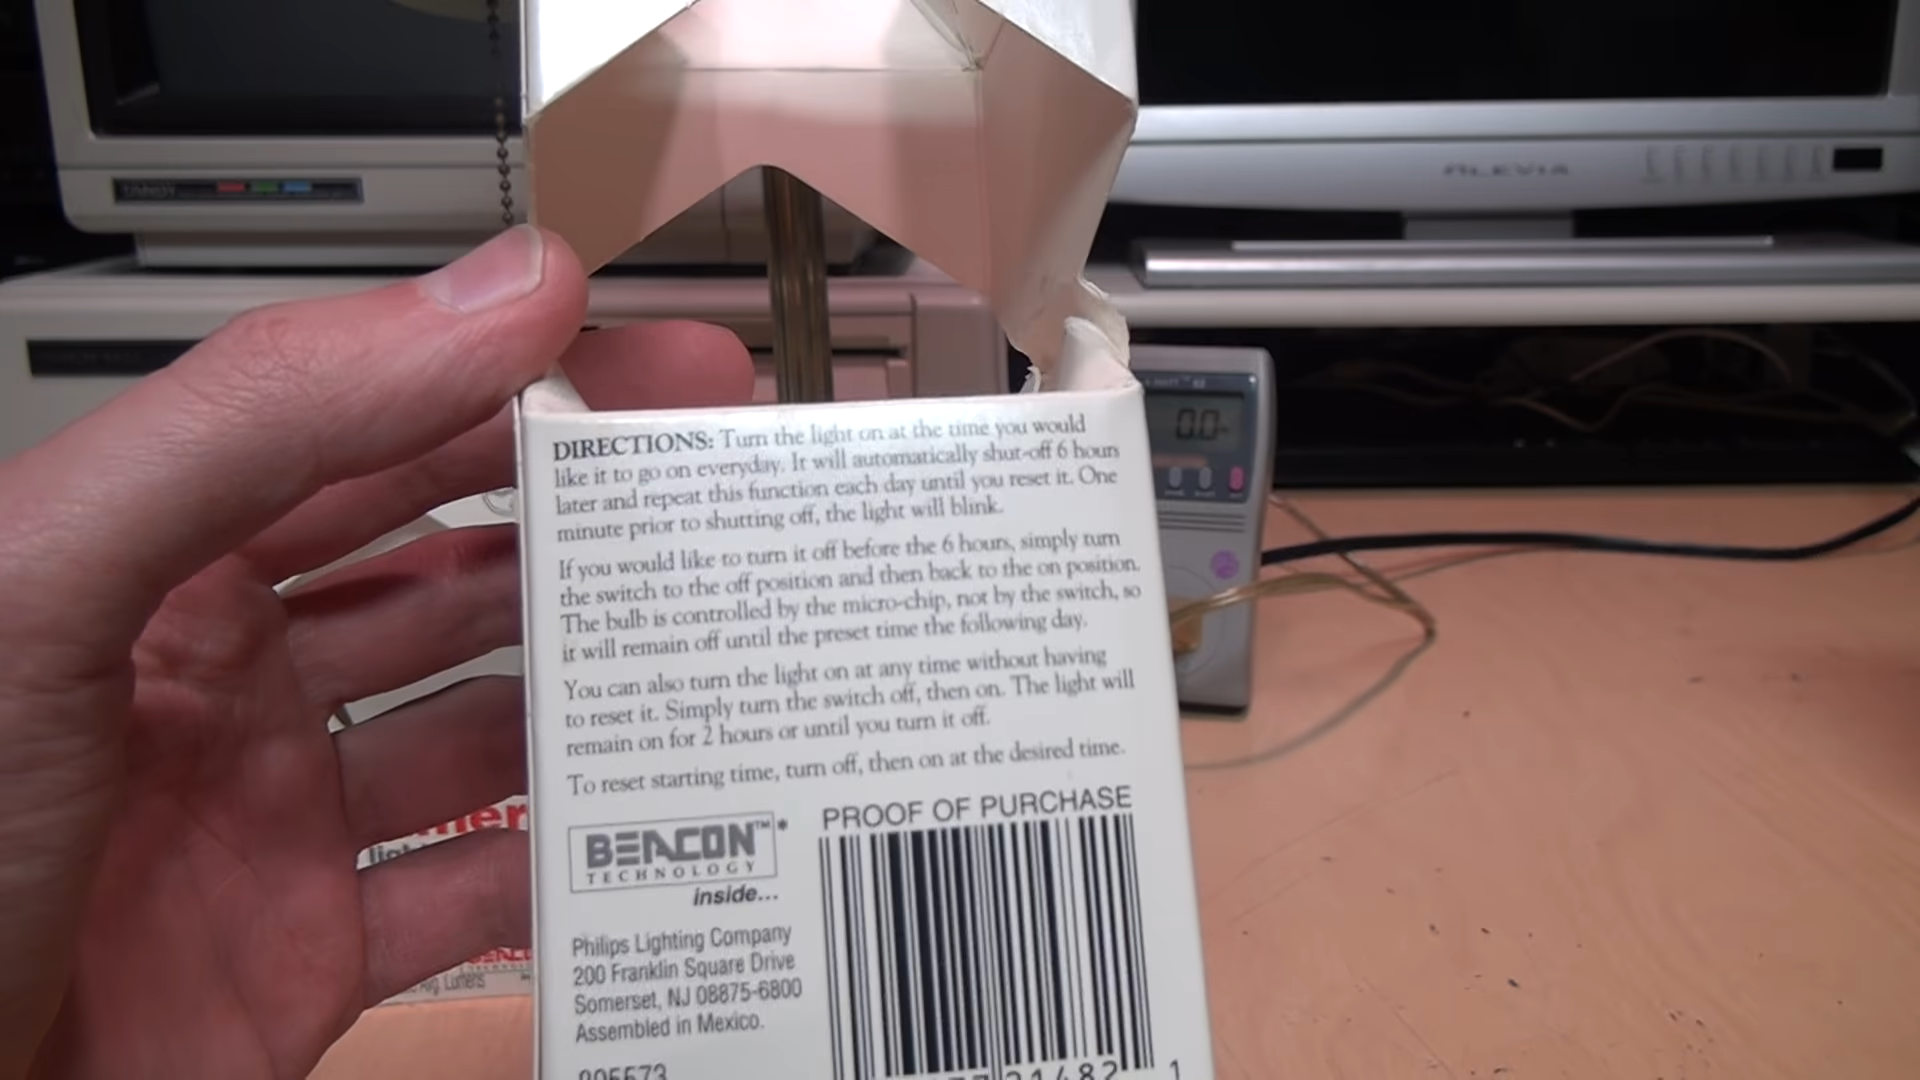 TANDY
ALEVIA
0.0
DIRECTIONS: Turn the light on at the time you would
like it to go on everyday. It will automatically shut-off 6 hours
later and repeat this function each day until you reset it. One
minute prior to shutting off, the light will blink.
If you would like to turn it off before the 6 hours, simply turn
the switch to the off position and then back to the on position.
The bulb is controlled by the micro-chip, not by the switch, so
it will remain off until the preset time the following day.
You can also turn the light on at any time without having
to reset it. Simply turn the switch off, then on. The light will
remain on for 2 hours or until you turn it off.
To reset starting time, turn off, then on at the desired time.
BEACON™*
TECHNOLOGY
inside...
PROOF OF PURCHASE
Philips Lighting Company
200 Franklin Square Drive
Somerset, NJ 08875-6800
Assembled in Mexico.
Avg. Lumens